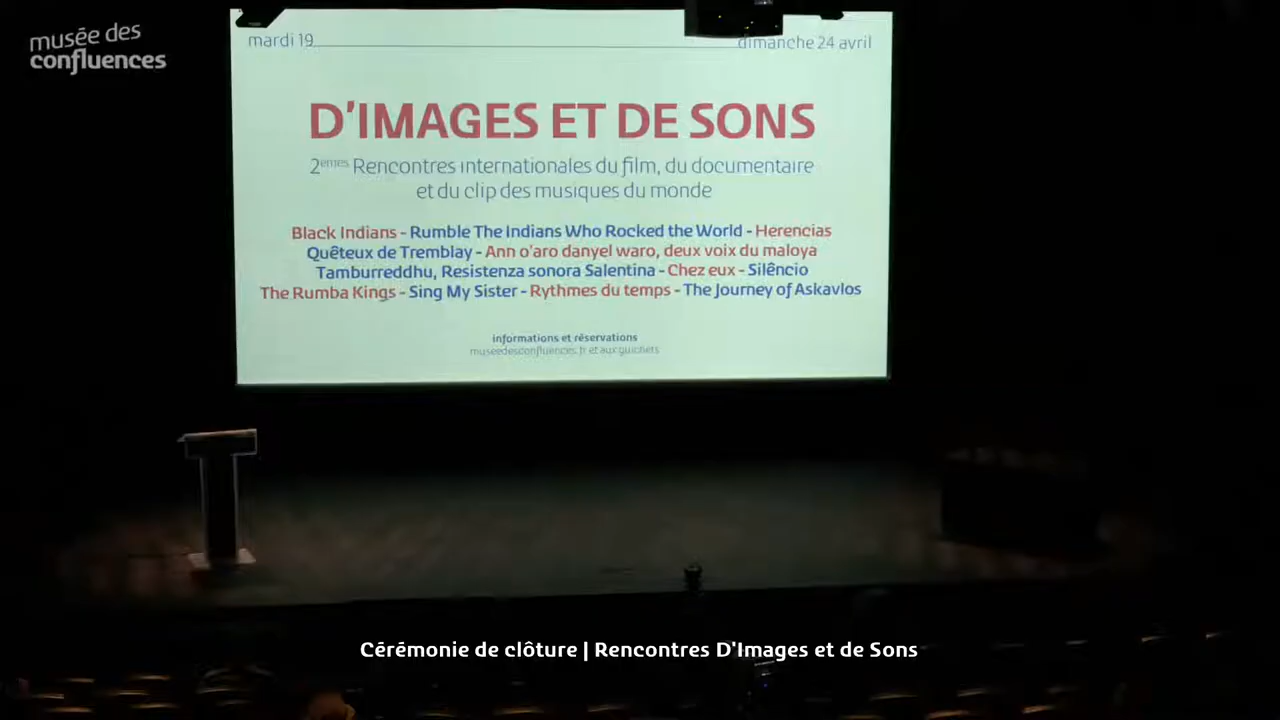 musée des
confluences
mardi 19
dimanche 24 avril
D'IMAGES ET DE SONS
2èmes Rencontres internationales du film, du documentaire
et du clip des musiques du monde
Black Indians - Rumble The Indians Who Rocked the World - Herencias
Quêteux de Tremblay - Ann o'aro danyel waro, deux voix du maloya
Tamburreddhu, Resistenza sonora Salentina - Chez eux - Silêncio
The Rumba Kings - Sing My Sister - Rythmes du temps - The Journey of Askavlos
informations et réservations
museedesconfluences.fr et aux guichets
Cérémonie de clôture | Rencontres D'Images et de Sons